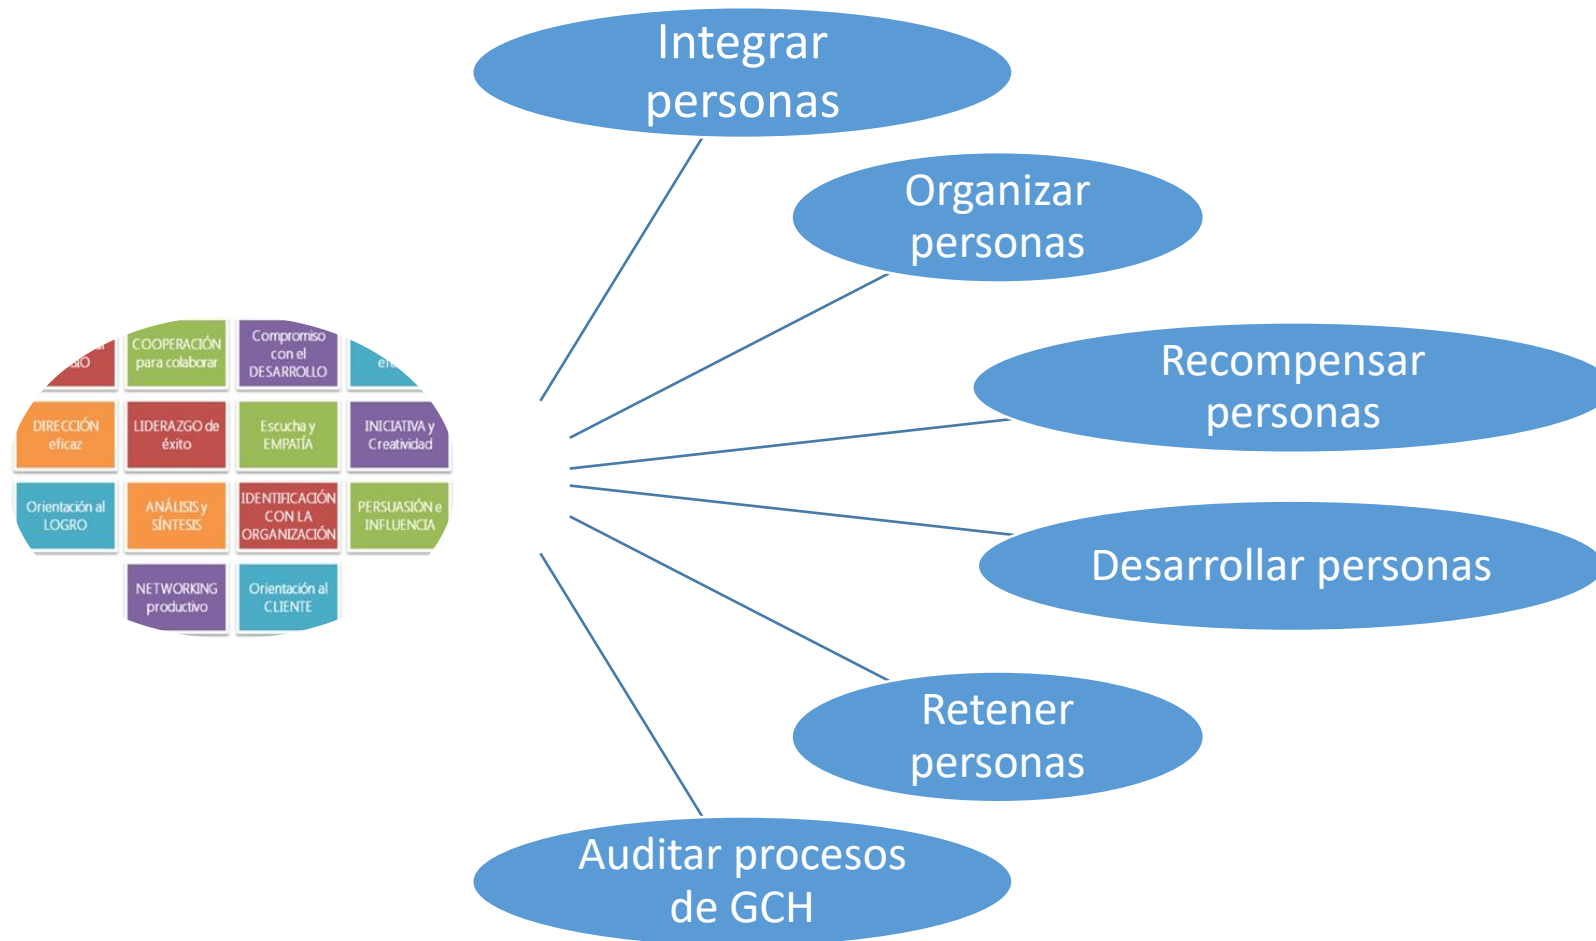 Integrar
personas
Organizar
personas
Recompensar
personas
Desarrollar personas
Retener
personas
Auditar procesos
de GCH
COOPERACIÓN
para colaborar
Compromiso
con el
DESARROLLO
DIRECCIÓN
eficaz
LIDERAZGO de
éxito
Escucha y
EMPATÍA
INICIATIVA y
Creatividad
Orientación al
LOGRO
ANÁLISIS y
SÍNTESIS
IDENTIFICACIÓN
CON LA
ORGANIZACIÓN
PERSUASIÓN e
INFLUENCIA
NETWORKING
productivo
Orientación al
CLIENTE